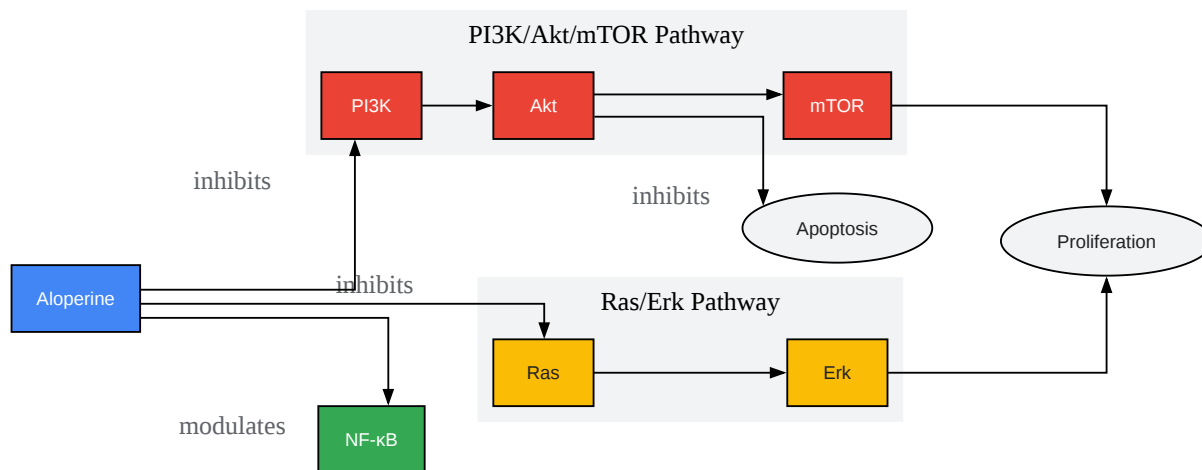 PI3K/Akt/mTOR Pathway
PI3K
Akt
mTOR
inhibits
inhibits
Apoptosis
Proliferation
Aloperine
inhibits
Ras/Erk Pathway
Ras
Erk
modulates
NF-κB